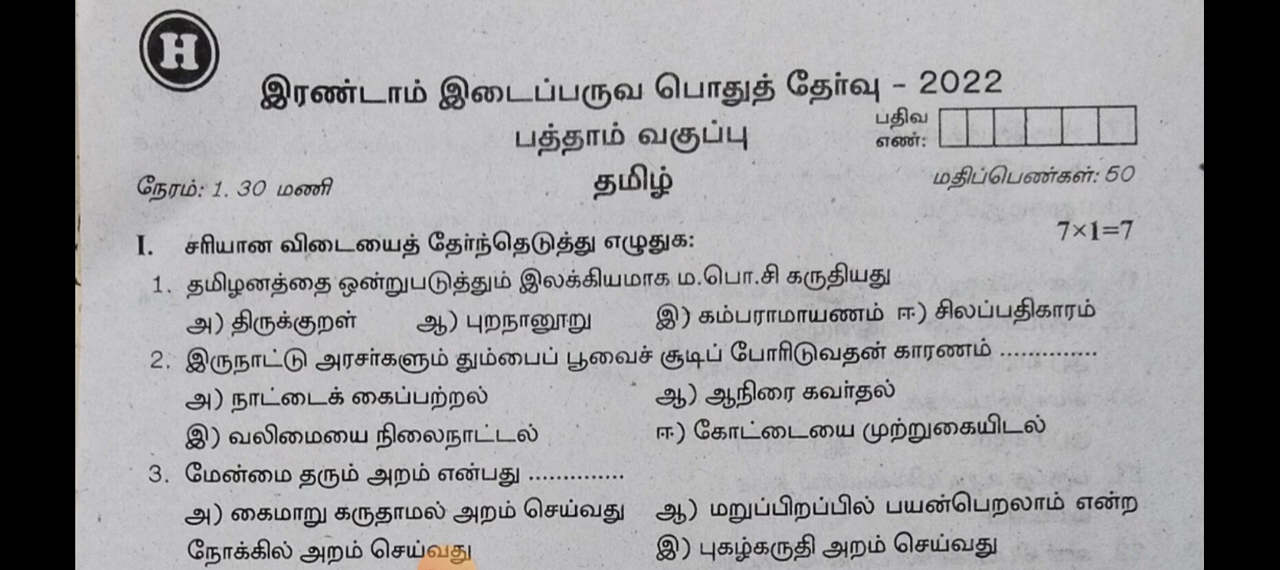 H
இரண்டாம் இடைப்பருவ பொதுத் தேர்வு - 2022
பத்தாம் வகுப்பு
பதிவ
எண்:
நேரம்: 1. 30 மணி
தமிழ்
மதிப்பெண்கள்: 50
I. சரியான விடையைத் தேர்ந்தெடுத்து எழுதுக: 7×1=7
1. தமிழனத்தை ஒன்றுபடுத்தும் இலக்கியமாக ம.பொ.சி கருதியது
அ) திருக்குறள் ஆ) புறநானூறு இ) கம்பராமாயணம் ஈ) சிலப்பதிகாரம்
2. இருநாட்டு அரசர்களும் தும்பைப் பூவைச் சூடிப் போரிடுவதன் காரணம் ..............
அ) நாட்டைக் கைப்பற்றல் ஆ) ஆநிரை கவர்தல்
இ) வலிமையை நிலைநாட்டல் ஈ) கோட்டையை முற்றுகையிடல்
3. மேன்மை தரும் அறம் என்பது ..............
அ) கைமாறு கருதாமல் அறம் செய்வது ஆ) மறுப்பிறப்பில் பயன்பெறலாம் என்ற
நோக்கில் அறம் செய்வது இ) புகழ்கருதி அறம் செய்வது